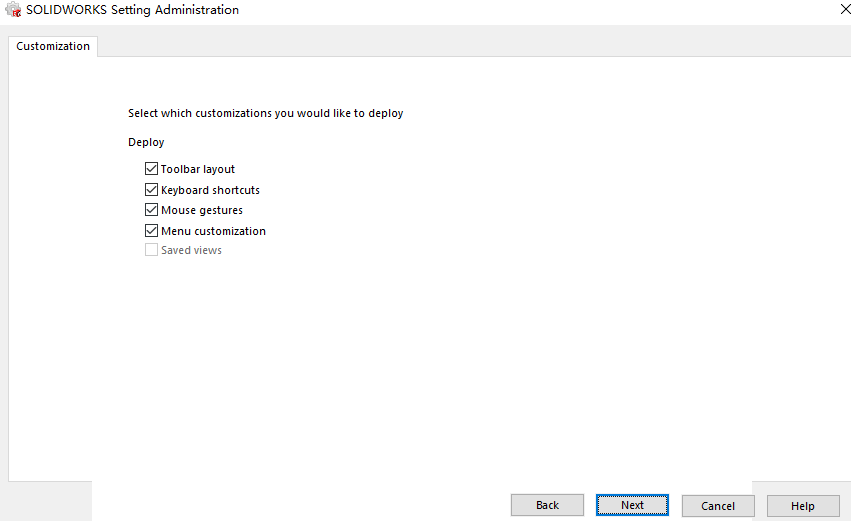 SOLIDWORKS Setting Administration
Customization
Select which customizations you would like to deploy
Deploy
Toolbar layout
Keyboard shortcuts
Mouse gestures
Menu customization
Saved views
Back Next Cancel Help